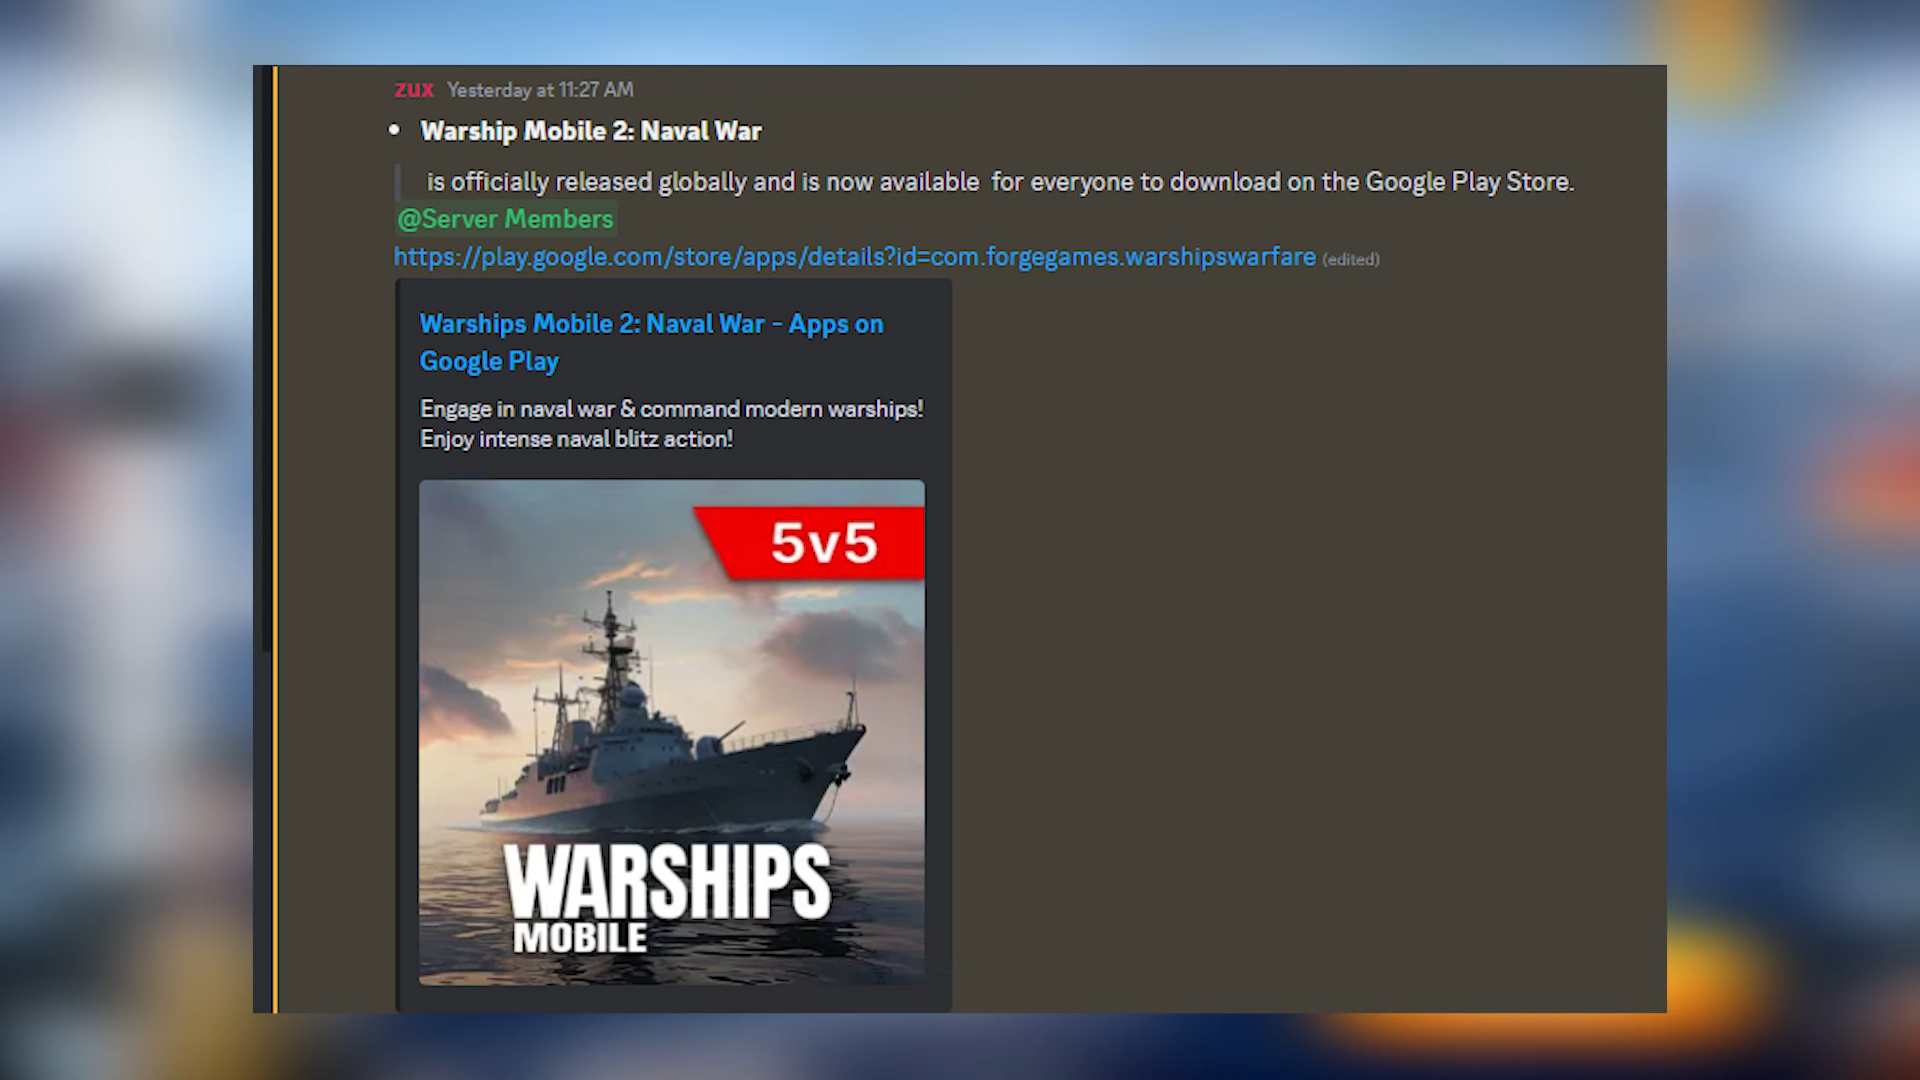 zux Yesterday at 11:27 AM
• Warship Mobile 2: Naval War
is officially released globally and is now available for everyone to download on the Google Play Store.
@Server Members
https://play.google.com/store/apps/details?id=com.forgegames.warshipswarfare (edited)
Warships Mobile 2: Naval War - Apps on
Google Play
Engage in naval war & command modern warships!
Enjoy intense naval blitz action!
5v5
WARSHIPS
MOBILE